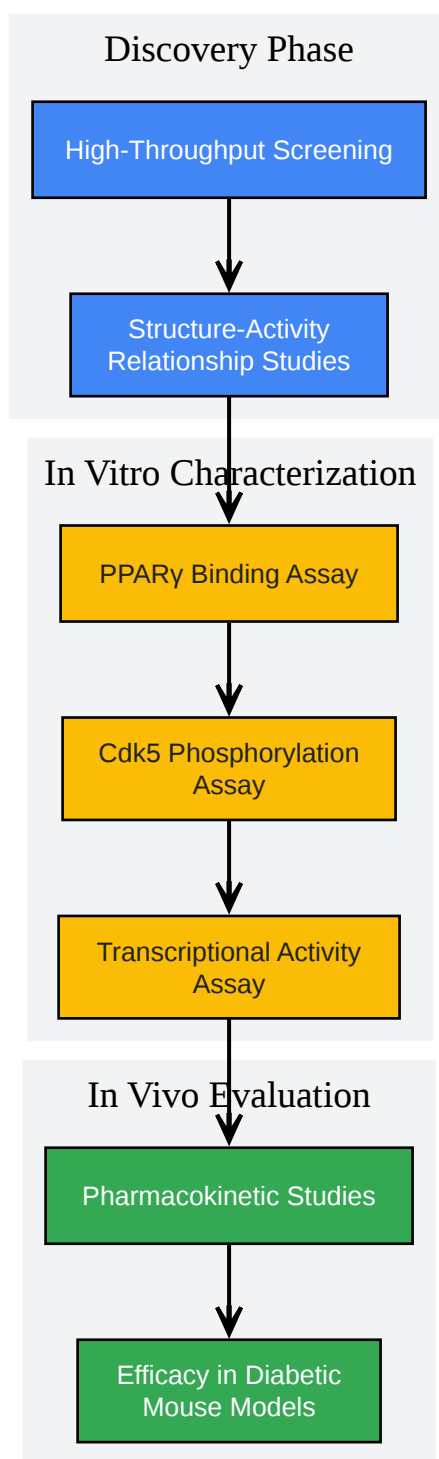 Discovery Phase
High-Throughput Screening
Structure-Activity
Relationship Studies
In Vitro Characterization
PPARγ Binding Assay
Cdk5 Phosphorylation
Assay
Transcriptional Activity
Assay
In Vivo Evaluation
Pharmacokinetic Studies
Efficacy in Diabetic
Mouse Models